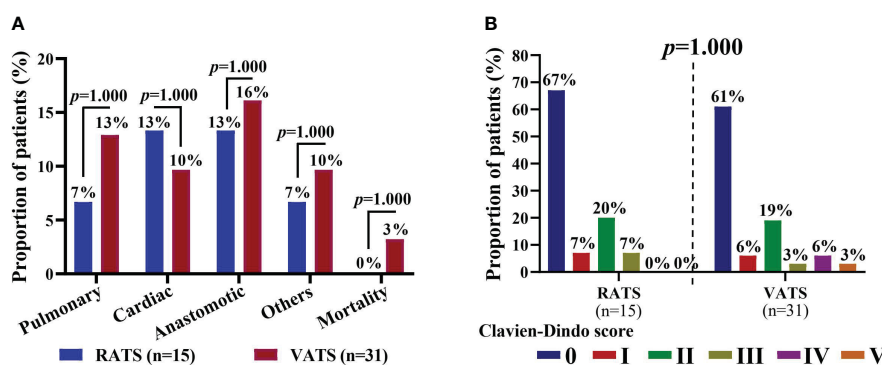 A
Proportion of patients (%)
20
15
10
5
0
p=1.000
p=1.000
p=1.000
p=1.000
p=1.000
7%
13%
13%
10%
13%
16%
7%
10%
0%
3%
Pulmonary
Cardiac
Anastomotic
Others
Mortality
RATS (n=15)
VATS (n=31)
B
p=1.000
Proportion of patients (%)
80
70
60
50
40
30
20
10
0
67%
7%
20%
7%
0%
0%
61%
6%
19%
3%
6%
3%
RATS
(n=15)
VATS
(n=31)
Clavien-Dindo score
0 I II III IV V